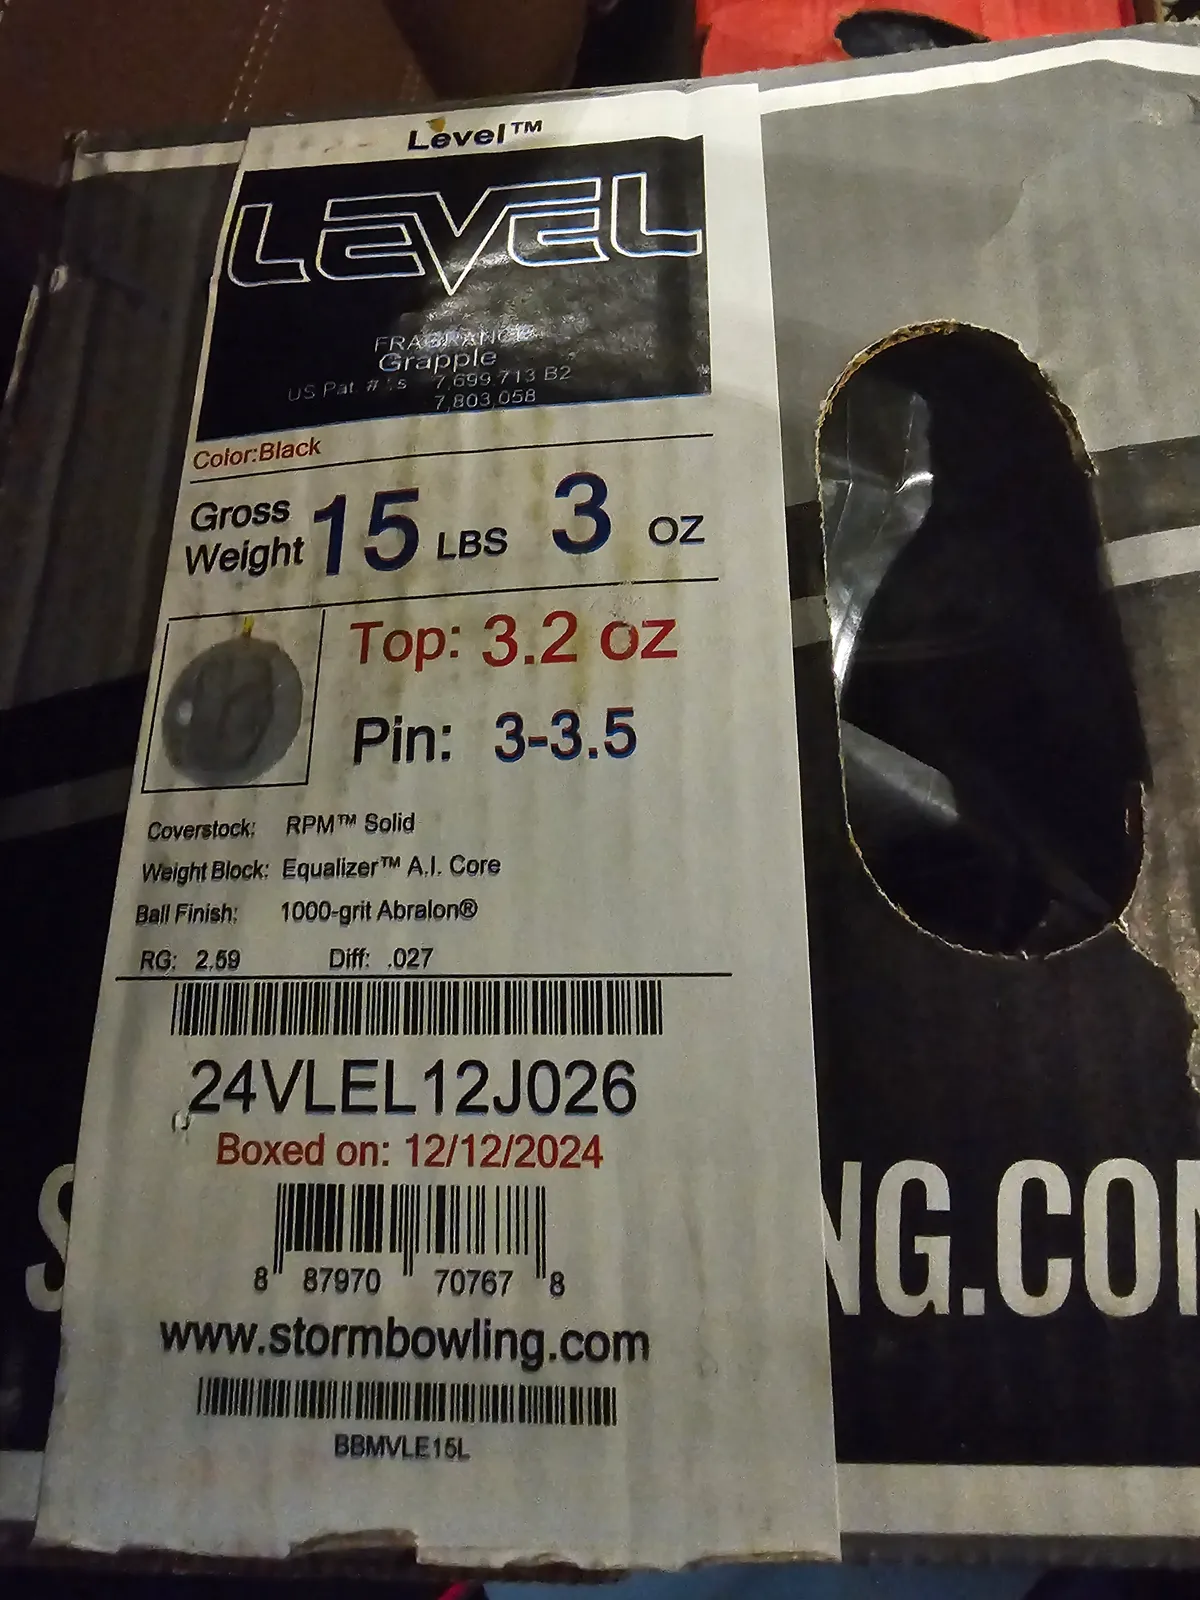 Level™
LEVEL
FRAGRANCE
Grapple
US Pat. #'s 7,699,713 B2
7,803,058
Color:Black
Gross Weight 15 LBS 3 OZ
Top: 3.2 oz
Pin: 3-3.5
Coverstock: RPM™ Solid
Weight Block: Equalizer™ A.I. Core
Ball Finish: 1000-grit Abralon®
RG: 2.59 Diff: .027
24VLEL12J026
Boxed on: 12/12/2024
8 87970 70767 8
www.stormbowling.com
BBMVLE15L
S
NG.CO